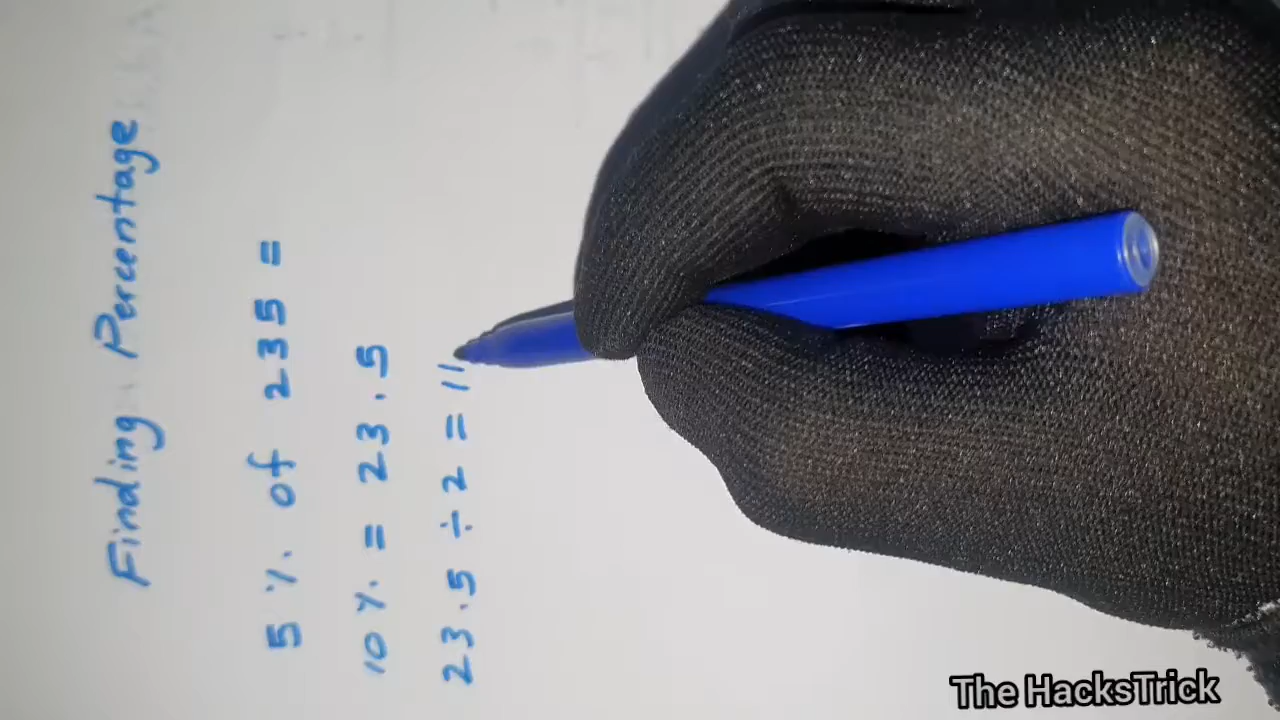 Finding Percentage
5% of 235 =
10% = 23.5
23.5 ÷ 2 = 11
The HacksTrick